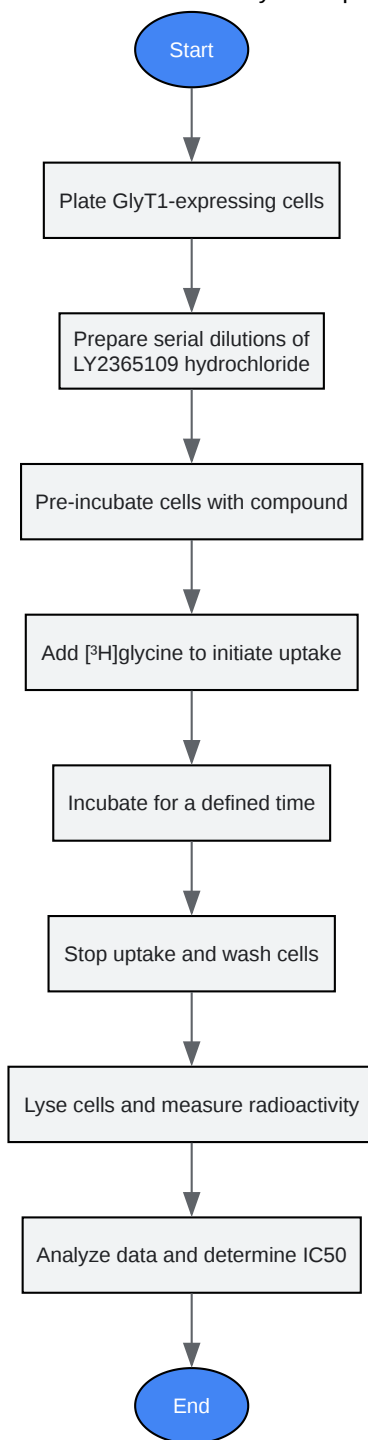 Start
Plate GlyT1-expressing cells
Prepare serial dilutions of
LY2365109 hydrochloride
Pre-incubate cells with compound
Add [³H]glycine to initiate uptake
Incubate for a defined time
Stop uptake and wash cells
Lyse cells and measure radioactivity
Analyze data and determine IC50
End